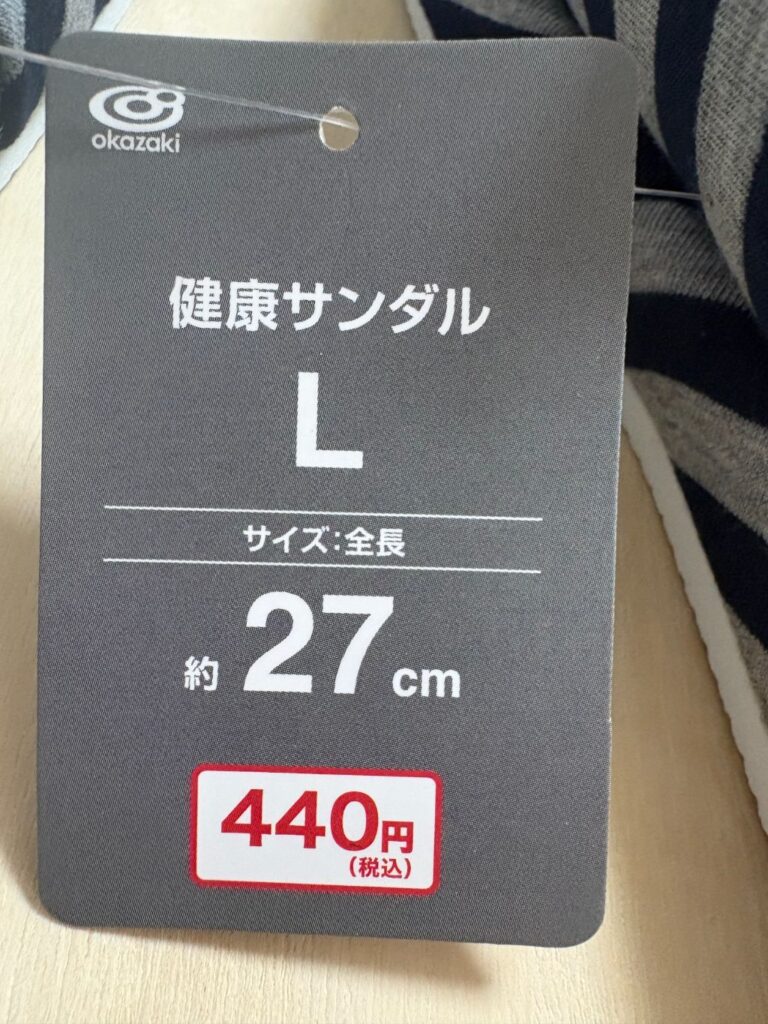 okazaki
健康サンダル
L
サイズ:全長
約27cm
440円
(税込)